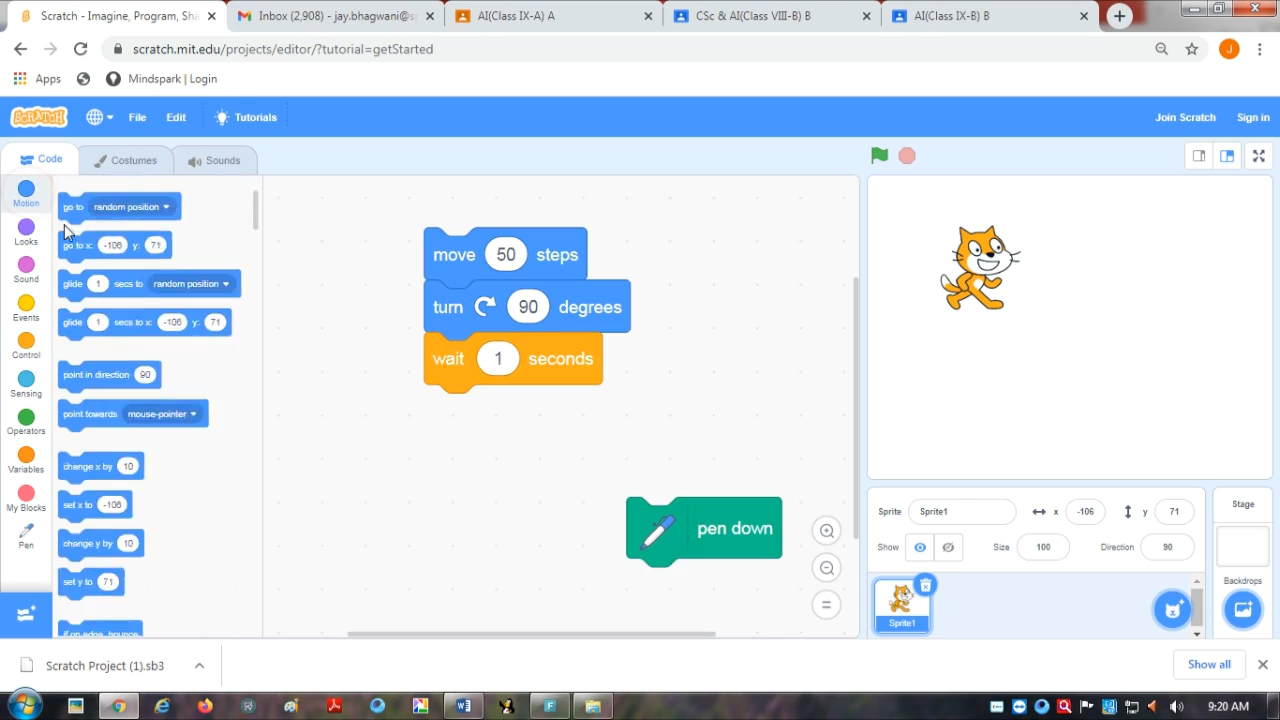 Scratch - Imagine, Program, Sha
Inbox (2,908) - jay.bhagwani@s
AI(Class IX-A) A
CSc & AI(Class VIII-B) B
AI(Class IX-B) B
scratch.mit.edu/projects/editor/?tutorial=getStarted
J
Apps
Mindspark | Login
SCRATCH
File
Edit
Tutorials
Join Scratch
Sign in
Code
Costumes
Sounds
Motion
Looks
Sound
Events
Control
Sensing
Operators
Variables
My Blocks
Pen
go to random position
go to x: -106 y: 71
glide 1 secs to random position
glide 1 secs to x: -106 y: 71
point in direction 90
point towards mouse-pointer
change x by 10
set x to -106
change y by 10
set y to 71
if on edge, bounce
move 50 steps
turn 90 degrees
wait 1 seconds
pen down
Sprite Sprite1 x -106 y 71
Show Size 100 Direction 90
Sprite1
Stage
Backdrops
Scratch Project (1).sb3
Show all
9:20 AM